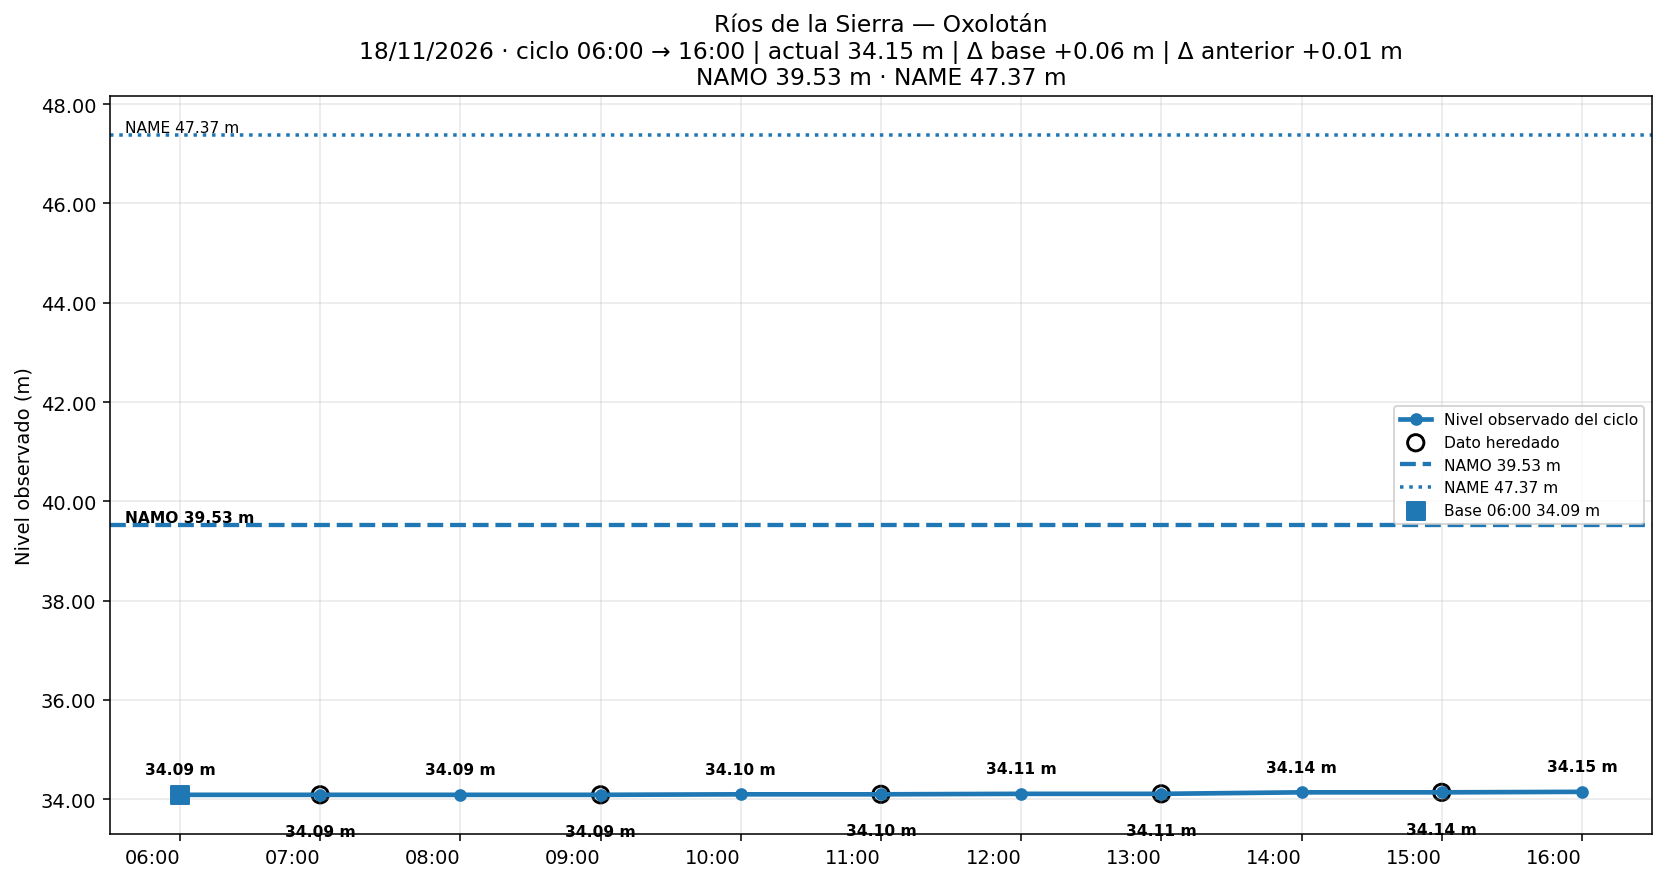 Ríos de la Sierra — Oxolotán
18/11/2026 · ciclo 06:00 → 16:00 | actual 34.15 m | Δ base +0.06 m | Δ anterior +0.01 m
NAMO 39.53 m · NAME 47.37 m
Nivel observado (m)
48.00
46.00
44.00
42.00
40.00
38.00
36.00
34.00
NAME 47.37 m
NAMO 39.53 m
Nivel observado del ciclo
Dato heredado
NAMO 39.53 m
NAME 47.37 m
Base 06:00 34.09 m
34.09 m 34.09 m 34.10 m 34.11 m 34.14 m 34.15 m
34.09 m 34.09 m 34.10 m 34.11 m 34.14 m
06:00 07:00 08:00 09:00 10:00 11:00 12:00 13:00 14:00 15:00 16:00